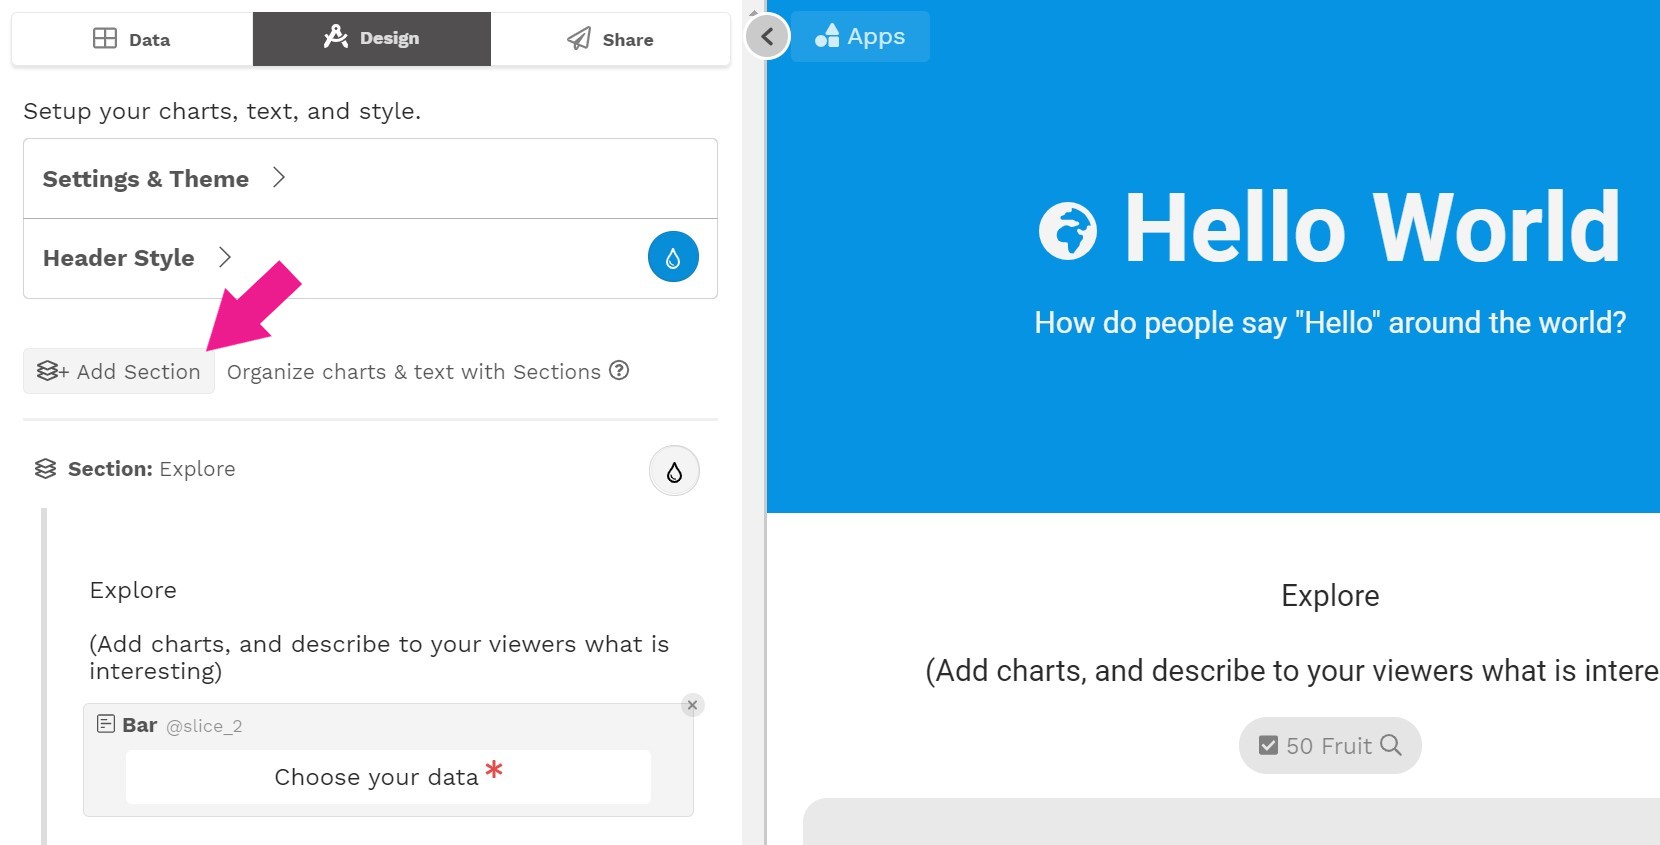 Data
Design
Share
Apps
Setup your charts, text, and style.
Settings & Theme
Header Style
+ Add Section
Organize charts & text with Sections
Section: Explore
Explore
(Add charts, and describe to your viewers what is
interesting)
Bar @slice_2
Choose your data *
Hello World
How do people say "Hello" around the world?
Explore
(Add charts, and describe to your viewers what is intere
50 Fruit